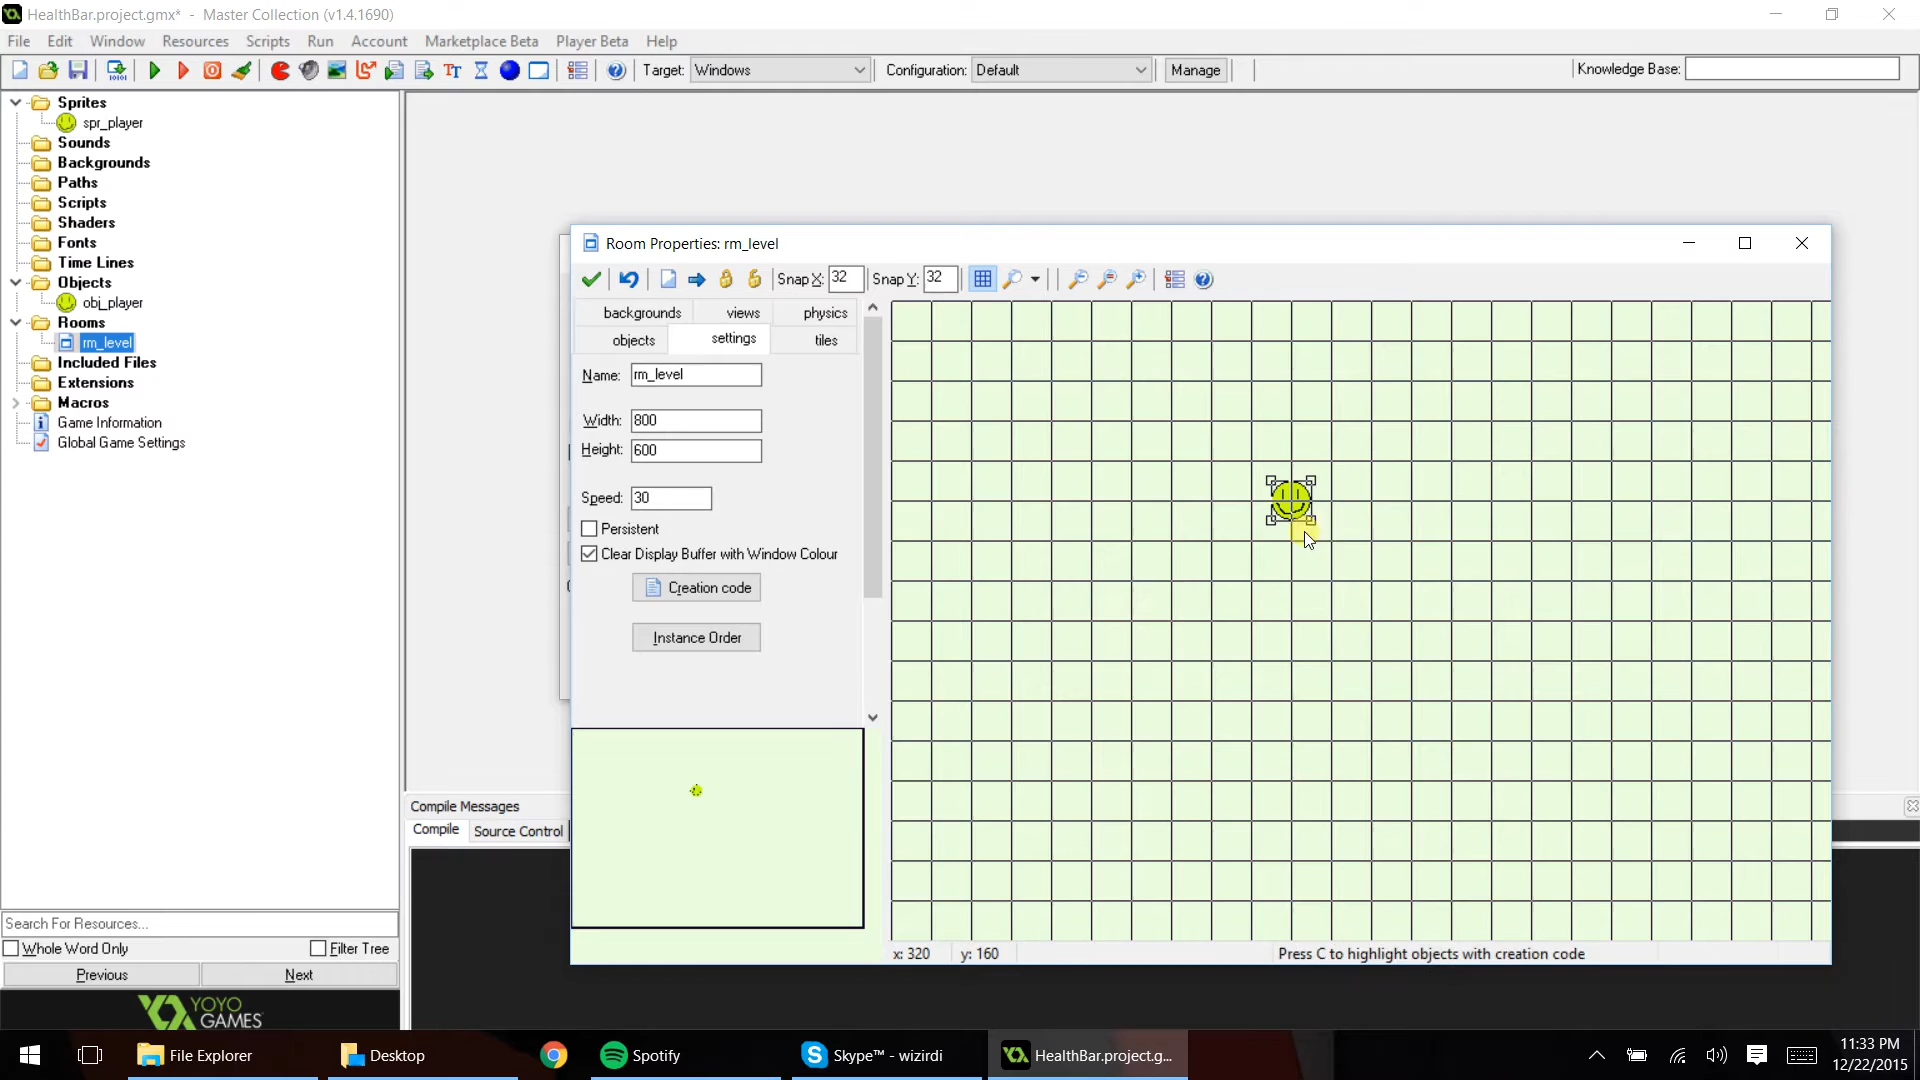 HealthBar.project.gmx* - Master Collection (v1.4.1690)
File Edit Window Resources Scripts Run Account Marketplace Beta Player Beta Help
Target: Windows Configuration: Default Manage Knowledge Base:
Sprites
spr_player
Sounds
Backgrounds
Paths
Scripts
Shaders
Fonts
Time Lines
Objects
obj_player
Rooms
rm_level
Included Files
Extensions
Macros
Game Information
Global Game Settings
Search For Resources...
Whole Word Only Filter Tree
Previous Next
YOYO
GAMES
Room Properties: rm_level
Snap X: 32 Snap Y: 32
backgrounds views physics
objects settings tiles
Name: rm_level
Width: 800
Height: 600
Speed: 30
Persistent
Clear Display Buffer with Window Colour
Creation code
Instance Order
x: 320 y: 160 Press C to highlight objects with creation code
Compile Messages
Compile Source Control
File Explorer Desktop Spotify Skype™ - wizirdi HealthBar.project.g...
11:33 PM
12/22/2015